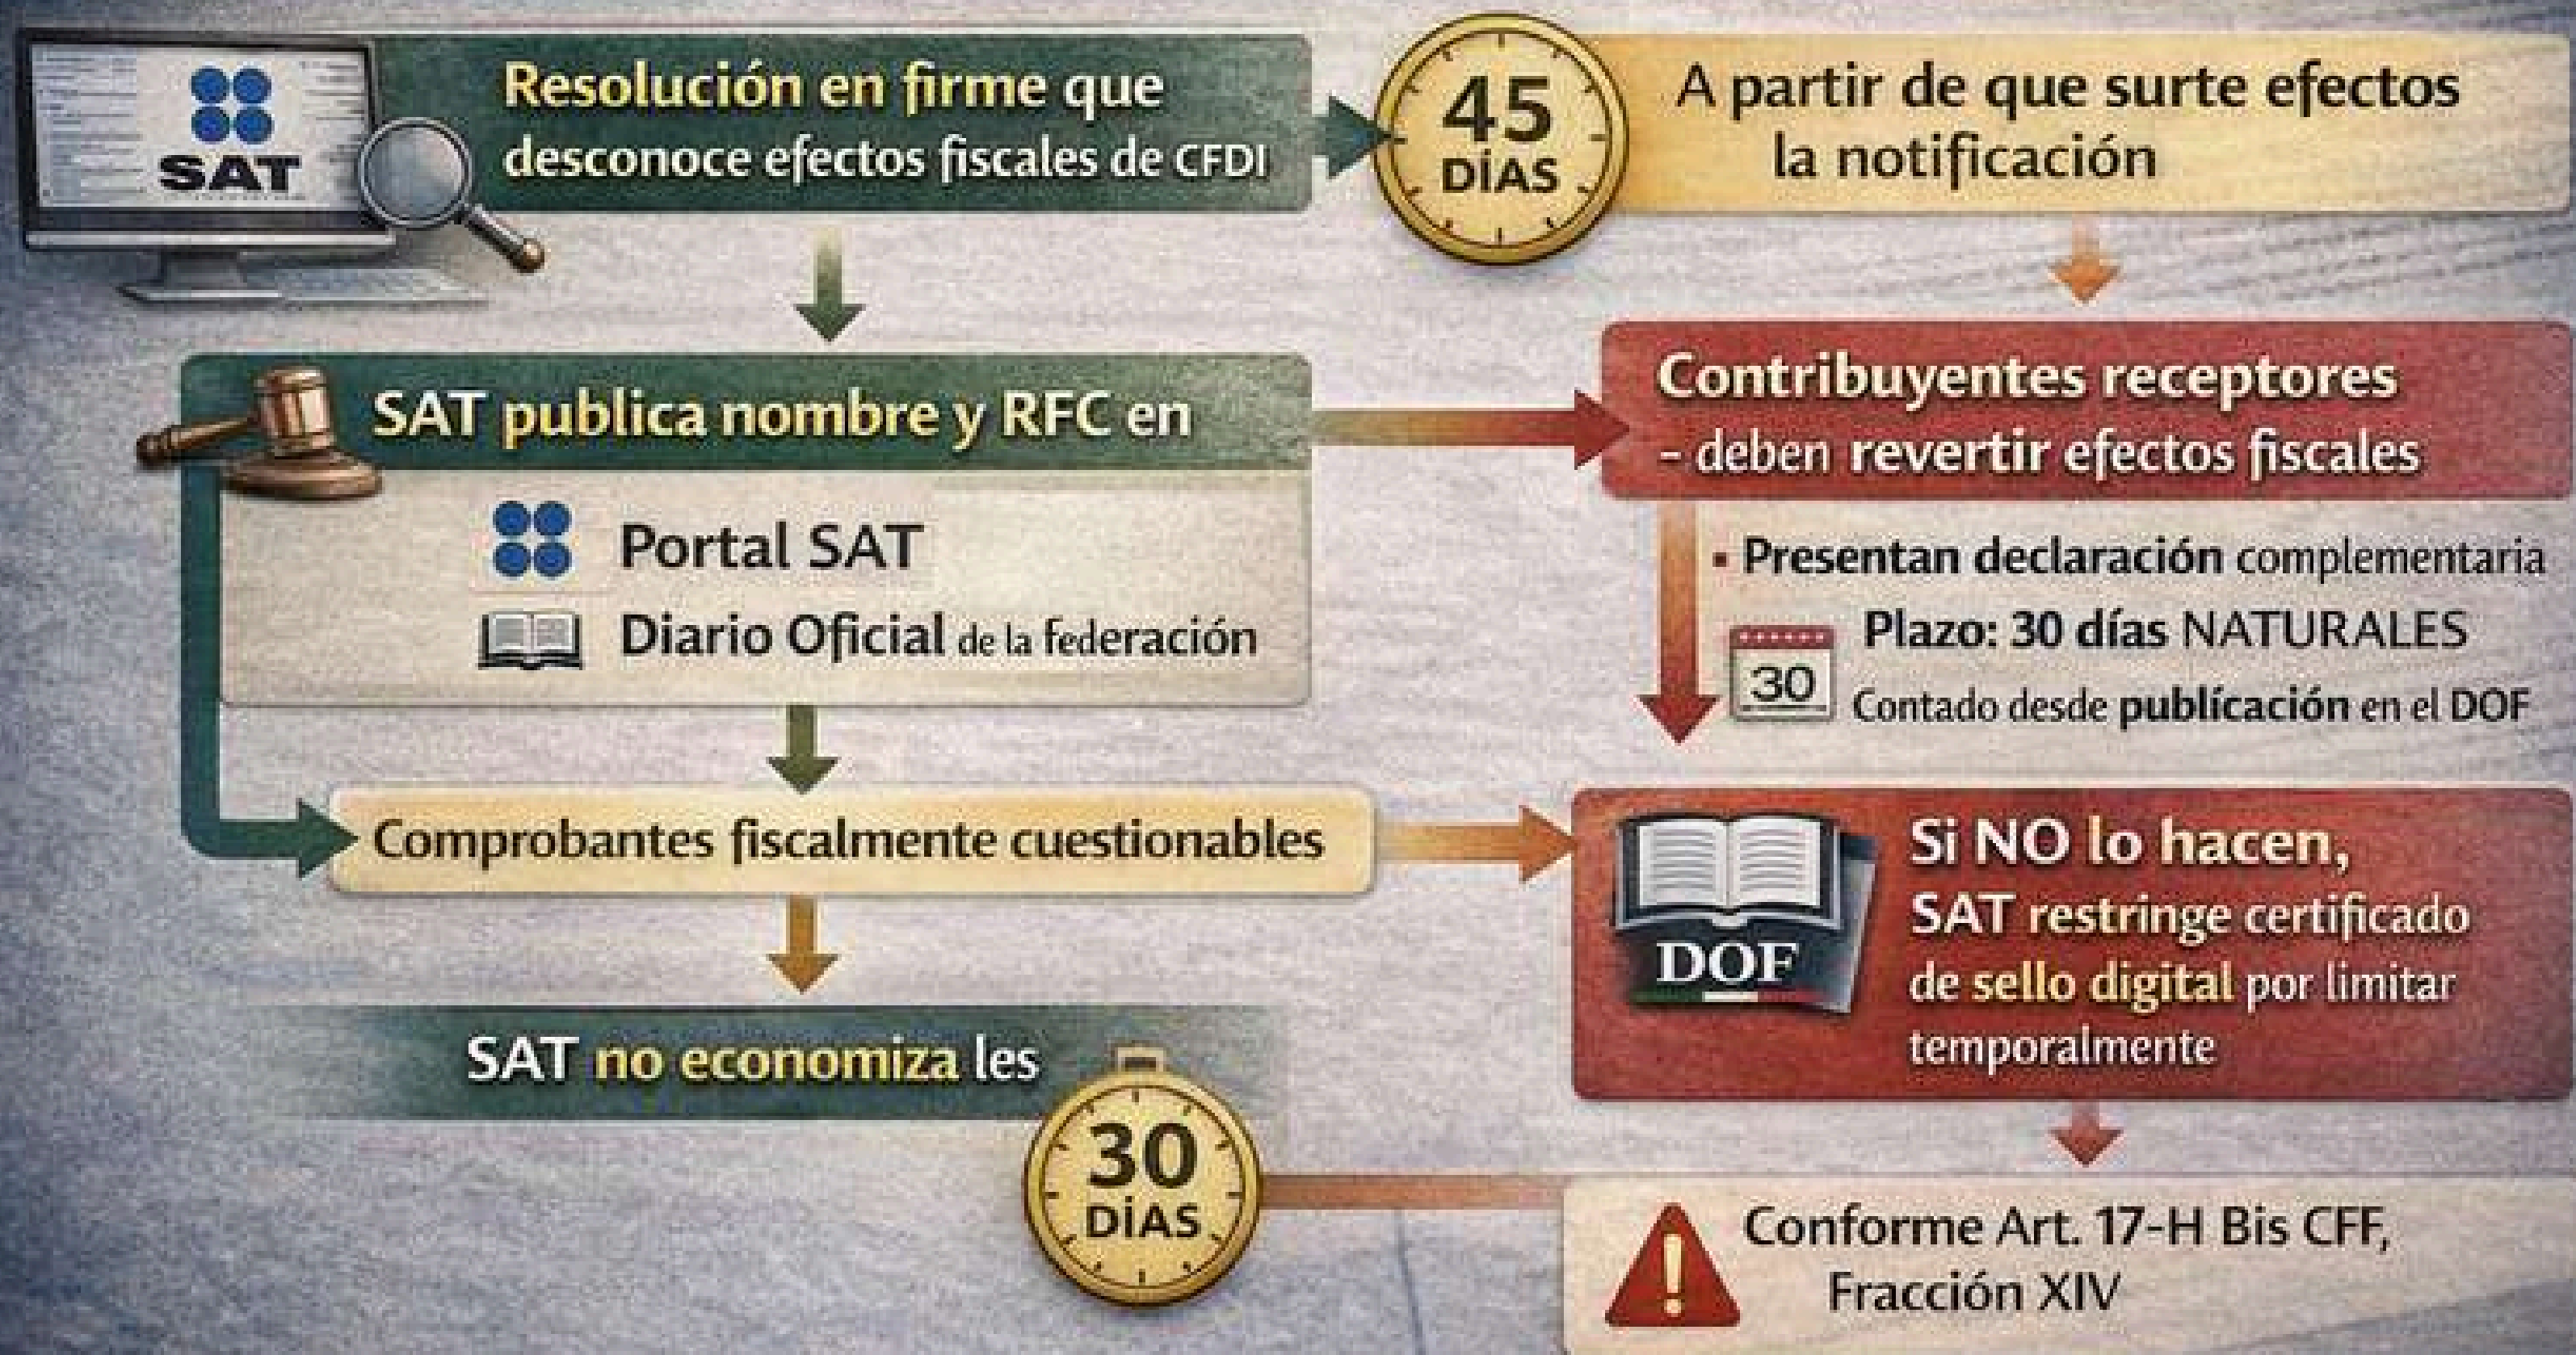 SAT
Resolución en firme que
desconoce efectos fiscales de CFDI
45
DÍAS
A partir de que surte efectos
la notificación
SAT publica nombre y RFC en
Portal SAT
Diario Oficial de la federación
Contribuyentes receptores
- deben revertir efectos fiscales
▪ Presentan declaración complementaria
Plazo: 30 días NATURALES
30
Contado desde publícación en el DOF
Comprobantes fiscalmente cuestionables
DOF
Si NO lo hacen,
SAT restringe certificado
de sello digital por limitar
temporalmente
SAT no economiza les
30
DÍAS
Conforme Art. 17-H Bis CFF,
Fracción XIV